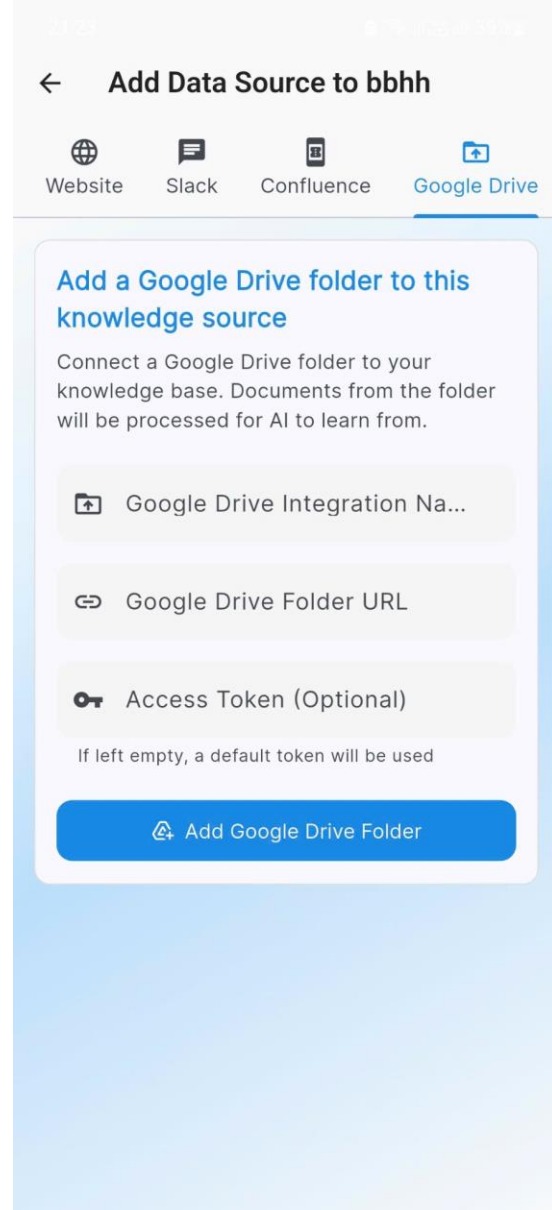 Add Data Source to bbhh
Website
Slack
Confluence
Google Drive
Add a Google Drive folder to this
knowledge source
Connect a Google Drive folder to your
knowledge base. Documents from the folder
will be processed for AI to learn from.
Google Drive Integration Na...
Google Drive Folder URL
Access Token (Optional)
If left empty, a default token will be used
Add Google Drive Folder